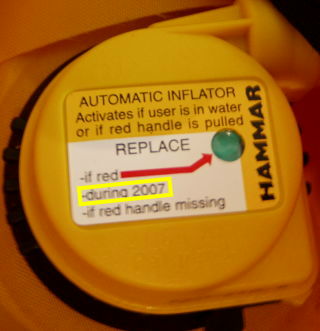 AUTOMATIC INFLATOR
Activates if user is in water
or if red handle is pulled
REPLACE
-if red
-during 2007
-if red handle missing
HAMMAR